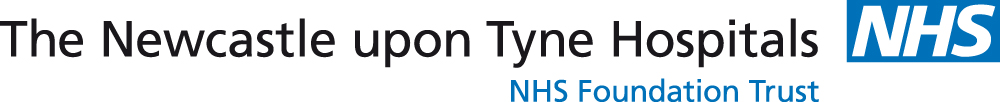 The Newcastle upon Tyne Hospitals NHS
NHS Foundation Trust